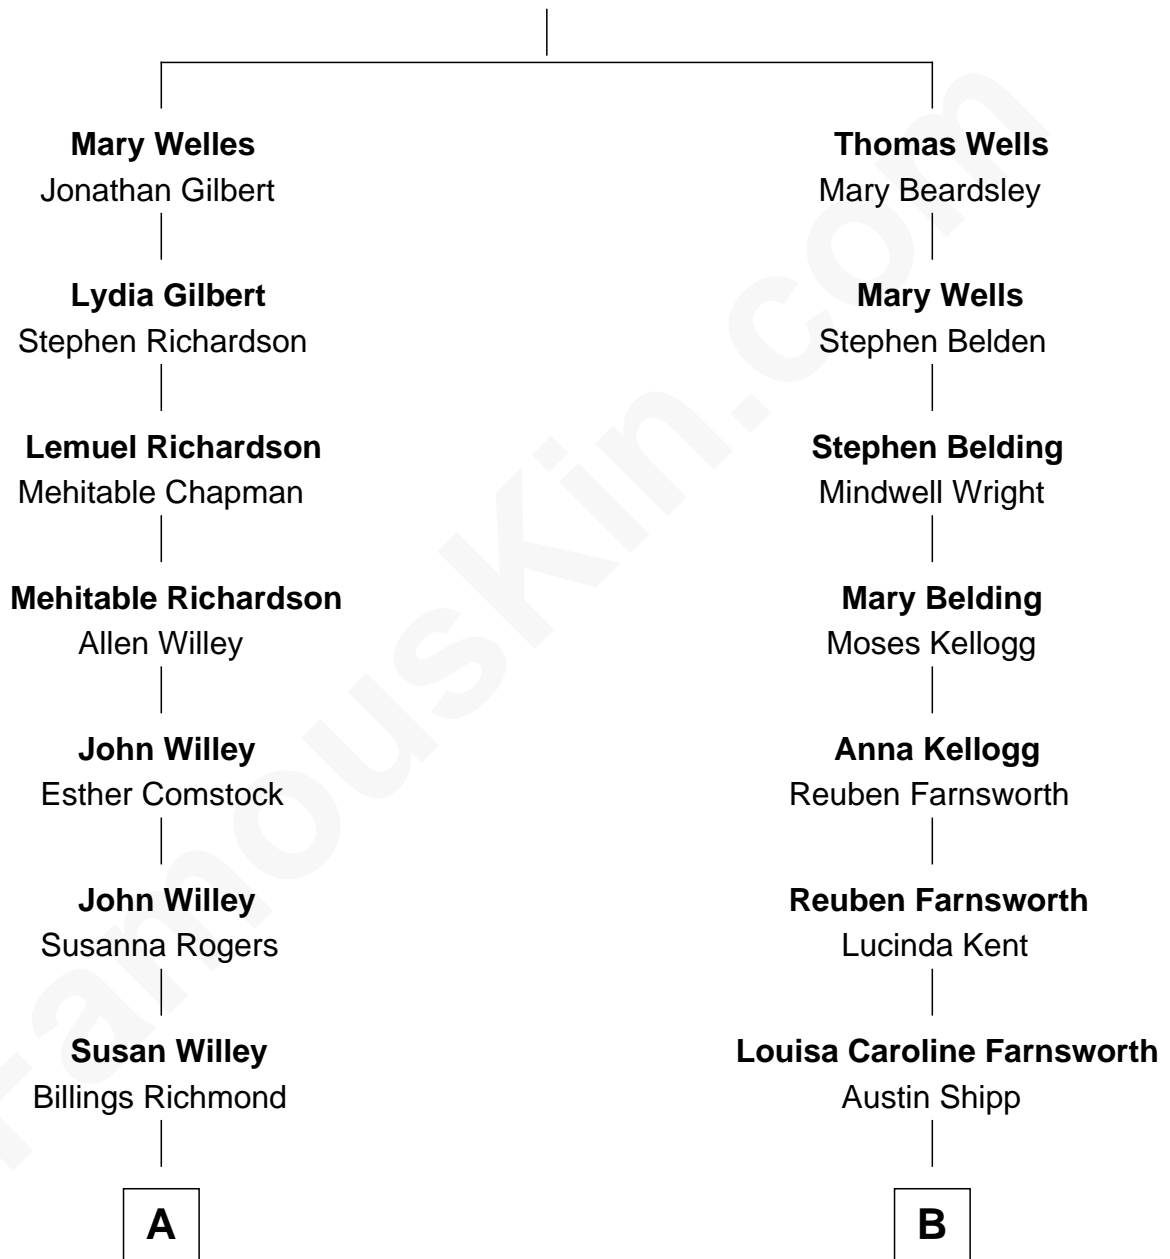 Mary Welles
Jonathan Gilbert
Lydia Gilbert
Stephen Richardson
Lemuel Richardson
Mehitable Chapman
Mehitable Richardson
Allen Willey
John Willey
Esther Comstock
John Willey
Susanna Rogers
Susan Willey
Billings Richmond
A
Thomas Wells
Mary Beardsley
Mary Wells
Stephen Belden
Stephen Belding
Mindwell Wright
Mary Belding
Moses Kellogg
Anna Kellogg
Reuben Farnsworth
Reuben Farnsworth
Lucinda Kent
Louisa Caroline Farnsworth
Austin Shipp
B
FamousKin.com